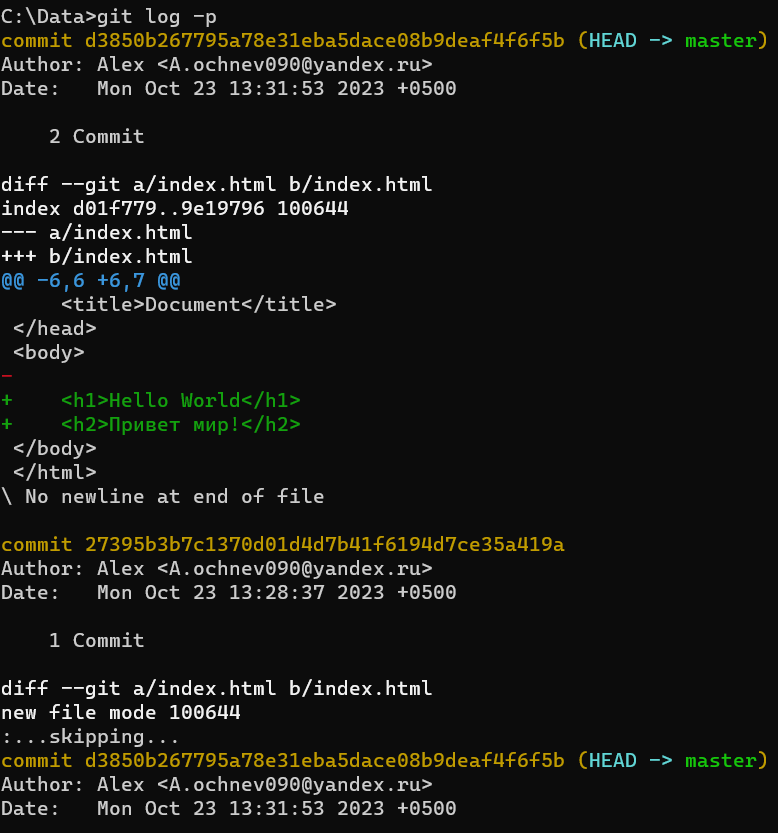 C:\Data>git log -p
commit d3850b267795a78e31eba5dace08b9deaf4f6f5b (HEAD -> master)
Author: Alex <A.ochnev090@yandex.ru>
Date:   Mon Oct 23 13:31:53 2023 +0500

    2 Commit

diff --git a/index.html b/index.html
index d01f779..9e19796 100644
--- a/index.html
+++ b/index.html
@@ -6,6 +6,7 @@
     <title>Document</title>
 </head>
 <body>
-
+    <h1>Hello World</h1>
+    <h2>Привет мир!</h2>
 </body>
 </html>
\ No newline at end of file

commit 27395b3b7c1370d01d4d7b41f6194d7ce35a419a
Author: Alex <A.ochnev090@yandex.ru>
Date:   Mon Oct 23 13:28:37 2023 +0500

    1 Commit

diff --git a/index.html b/index.html
new file mode 100644
:...skipping...
commit d3850b267795a78e31eba5dace08b9deaf4f6f5b (HEAD -> master)
Author: Alex <A.ochnev090@yandex.ru>
Date:   Mon Oct 23 13:31:53 2023 +0500